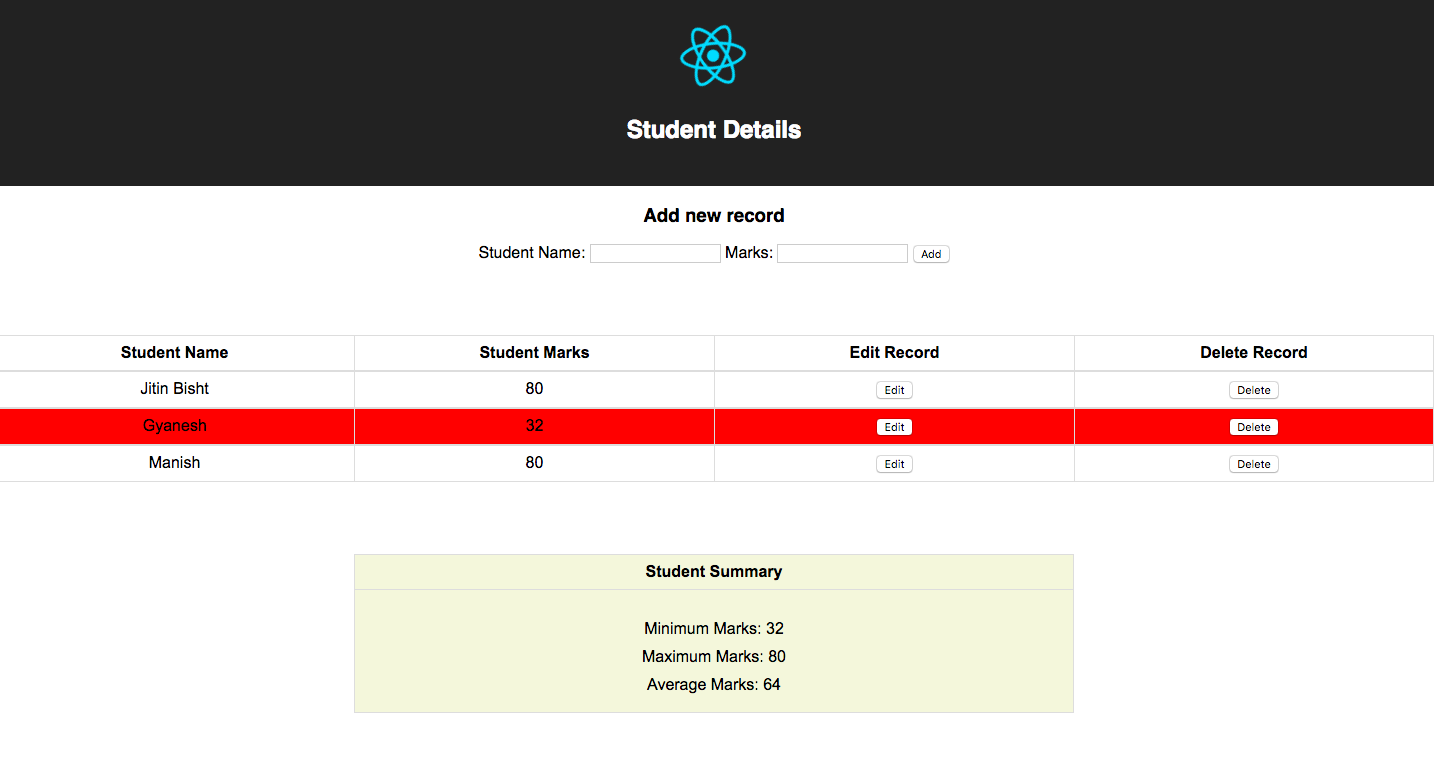 Student Details
Add new record
Student Name: Marks: Add
Student Name Student Marks Edit Record Delete Record
Jitin Bisht 80 Edit Delete
Gyanesh 32 Edit Delete
Manish 80 Edit Delete
Student Summary
Minimum Marks: 32
Maximum Marks: 80
Average Marks: 64